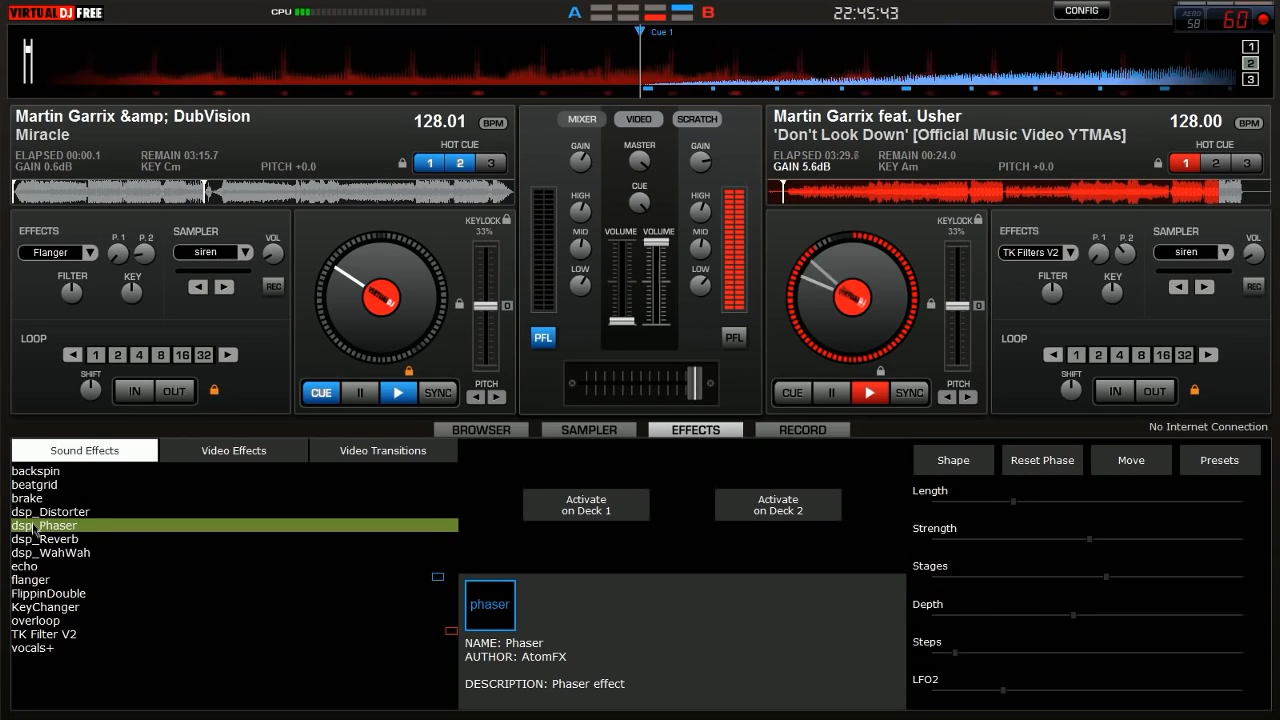 VIRTUAL DJ FREE
CPU
A
B
22:45:43
CONFIG
AERO
58
60
Cue 1
1
2
3
Martin Garrix &amp; DubVision
Miracle
128.01 BPM
ELAPSED 00:00.1 REMAIN 03:15.7
GAIN 0.6dB KEY Cm PITCH +0.0
HOT CUE
1 2 3
MIXER VIDEO SCRATCH
GAIN MASTER GAIN
HIGH CUE HIGH
MID VOLUME VOLUME MID
LOW LOW
PFL PFL
Martin Garrix feat. Usher
'Don't Look Down' [Official Music Video YTMAs]
128.00 BPM
ELAPSED 03:29.8 REMAIN 00:24.0
GAIN 5.6dB KEY Am PITCH +0.0
HOT CUE
1 2 3
EFFECTS P. 1 P. 2 SAMPLER VOL
Flanger siren
FILTER KEY REC
LOOP
1 2 4 8 16 32
SHIFT IN OUT
KEYLOCK
33%
0
CUE II SYNC PITCH
KEYLOCK
33%
0
CUE II SYNC PITCH
EFFECTS P. 1 P. 2 SAMPLER VOL
TK Filters V2 siren
FILTER KEY REC
LOOP
1 2 4 8 16 32
SHIFT IN OUT
BROWSER SAMPLER EFFECTS RECORD
No Internet Connection
Sound Effects Video Effects Video Transitions
backspin
beatgrid
brake
dsp_Distorter
dsp_Phaser
dsp_Reverb
dsp_WahWah
echo
flanger
FlippinDouble
KeyChanger
overloop
TK Filter V2
vocals+
Activate
on Deck 1
Activate
on Deck 2
phaser
NAME: Phaser
AUTHOR: AtomFX
DESCRIPTION: Phaser effect
Shape Reset Phase Move Presets
Length
Strength
Stages
Depth
Steps
LFO2